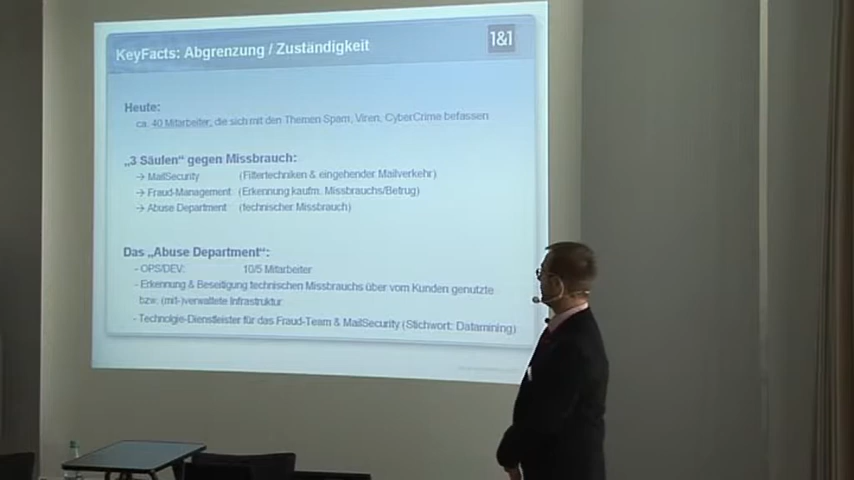 KeyFacts: Abgrenzung / Zuständigkeit
1&1
Heute:
ca. 40 Mitarbeiter, die sich mit den Themen Spam, Viren, CyberCrime befassen
„3 Säulen“ gegen Missbrauch:
→ MailSecurity (Filtertechniken & eingehender Mailverkehr)
→ Fraud-Management (Erkennung kaufm. Missbrauchs/Betrug)
→ Abuse Department (technischer Missbrauch)
Das „Abuse Department“:
- OPS/DEV: 10/5 Mitarbeiter
- Erkennung & Beseitigung technischen Missbrauchs über vom Kunden genutzte
bzw. (mit-)verwaltete Infrastruktur
- Technolgie-Dienstleister für das Fraud-Team & MailSecurity (Stichwort: Datamining)